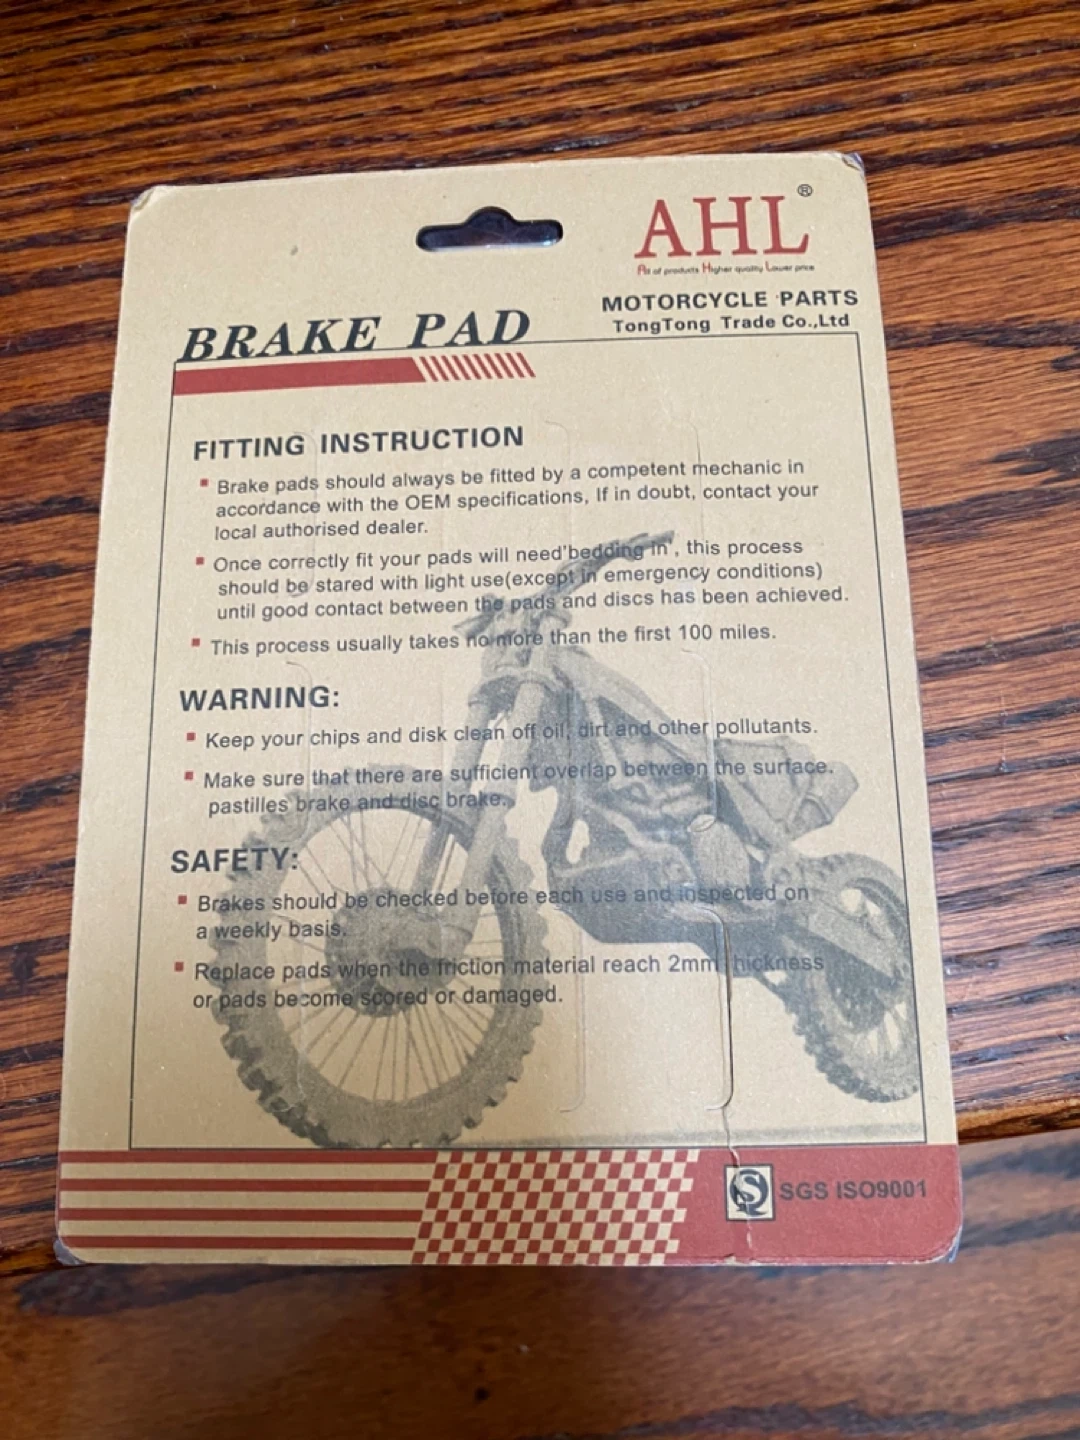 AHL®
All of products Higher quality Lower price
MOTORCYCLE PARTS
TongTong Trade Co.,Ltd
BRAKE PAD
FITTING INSTRUCTION
Brake pads should always be fitted by a competent mechanic in
accordance with the OEM specifications, If in doubt, contact your
local authorised dealer.
Once correctly fit your pads will need'bedding in', this process
should be stared with light use(except in emergency conditions)
until good contact between the pads and discs has been achieved.
This process usually takes no more than the first 100 miles.
WARNING:
Keep your chips and disk clean off oil, dirt and other pollutants.
Make sure that there are sufficient overlap between the surface.
pastilles brake and disc brake.
SAFETY:
Brakes should be checked before each use and inspected on
a weekly basis.
Replace pads when the friction material reach 2mm hickness
or pads become scored or damaged.
SGS ISO9001